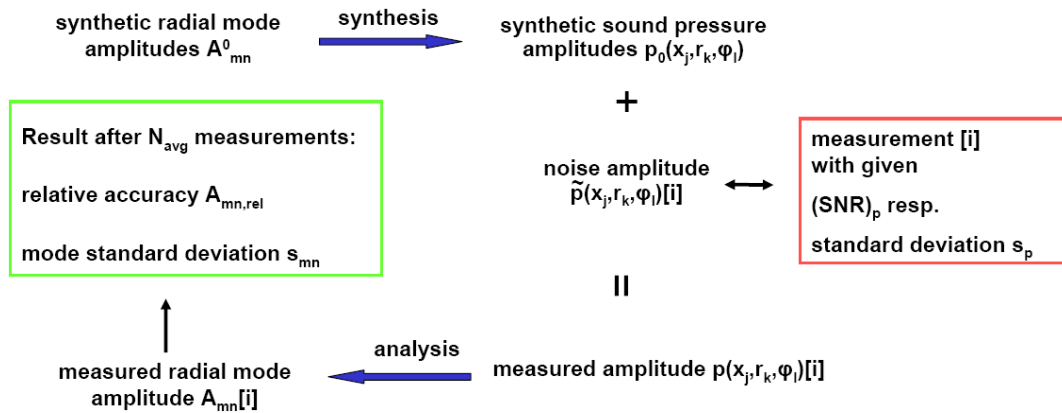 synthetic radial mode
amplitudes A⁰ₘₙ
synthesis
synthetic sound pressure
amplitudes p₀(xⱼ,rₖ,φₗ)
+
Result after Nₐᵥg measurements:
relative accuracy Aₘₙ,ᵣₑₗ
mode standard deviation sₘₙ
noise amplitude
p̃(xⱼ,rₖ,φₗ)[i]
measurement [i]
with given
(SNR)ₚ resp.
standard deviation sₚ
=
measured radial mode
amplitude Aₘₙ[i]
analysis
measured amplitude p(xⱼ,rₖ,φₗ)[i]